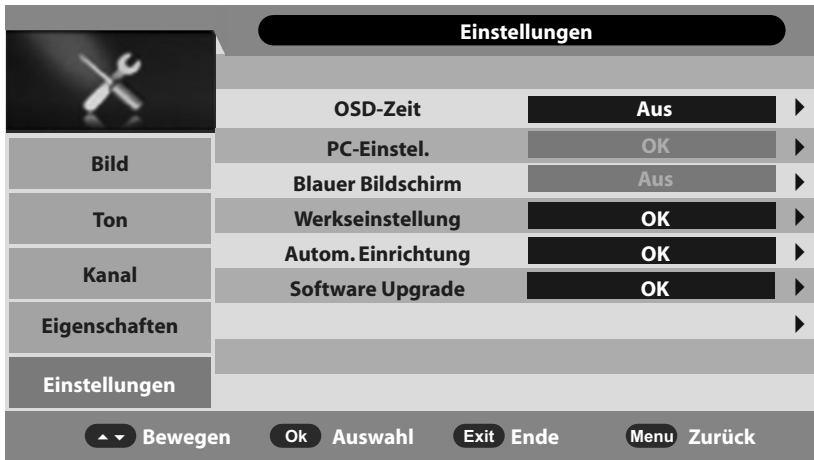 Einstellungen
OSD-Zeit Aus
PC-Einstel. OK
Blauer Bildschirm Aus
Werkseinstellung OK
Autom. Einrichtung OK
Software Upgrade OK
Bild
Ton
Kanal
Eigenschaften
Einstellungen
Bewegen Ok Auswahl Exit Ende Menu Zurück